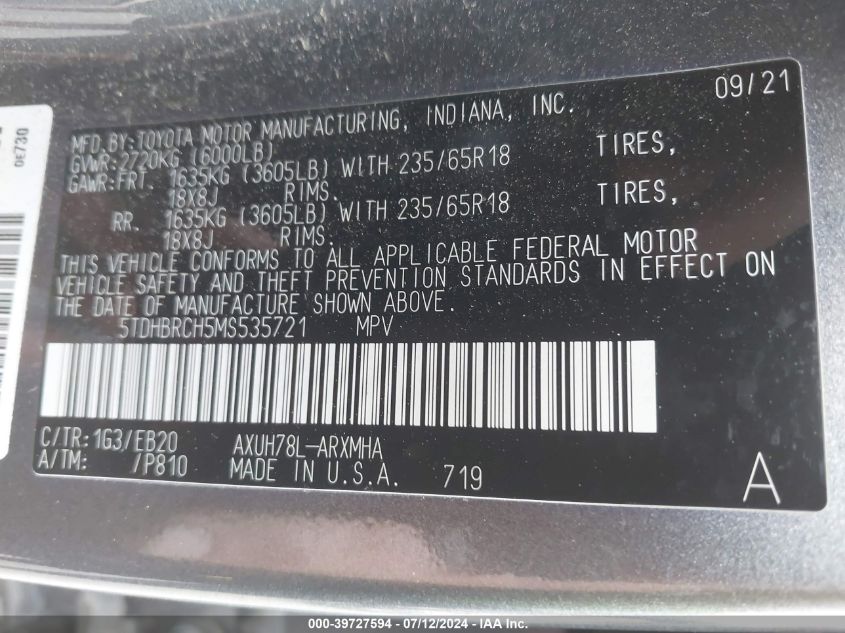 09/21
MFD.BY:TOYOTA MOTOR MANUFACTURING, INDIANA, INC.
GVWR:2720KG (6000LB)
GAWR:FRT. 1635KG (3605LB) WITH 235/65R18 TIRES,
18X8J RIMS.
RR. 1635KG (3605LB) WITH 235/65R18 TIRES,
18X8J RIMS.
THIS VEHICLE CONFORMS TO ALL APPLICABLE FEDERAL MOTOR
VEHICLE SAFETY AND THEFT PREVENTION STANDARDS IN EFFECT ON
THE DATE OF MANUFACTURE SHOWN ABOVE.
5TDHBRCH5MS535721 MPV
C/TR:1G3/EB20 AXUH78L-ARXMHA
A/TM: /P810 MADE IN U.S.A. 719 A
0E730
000-39727594 - 07/12/2024 - IAA Inc.